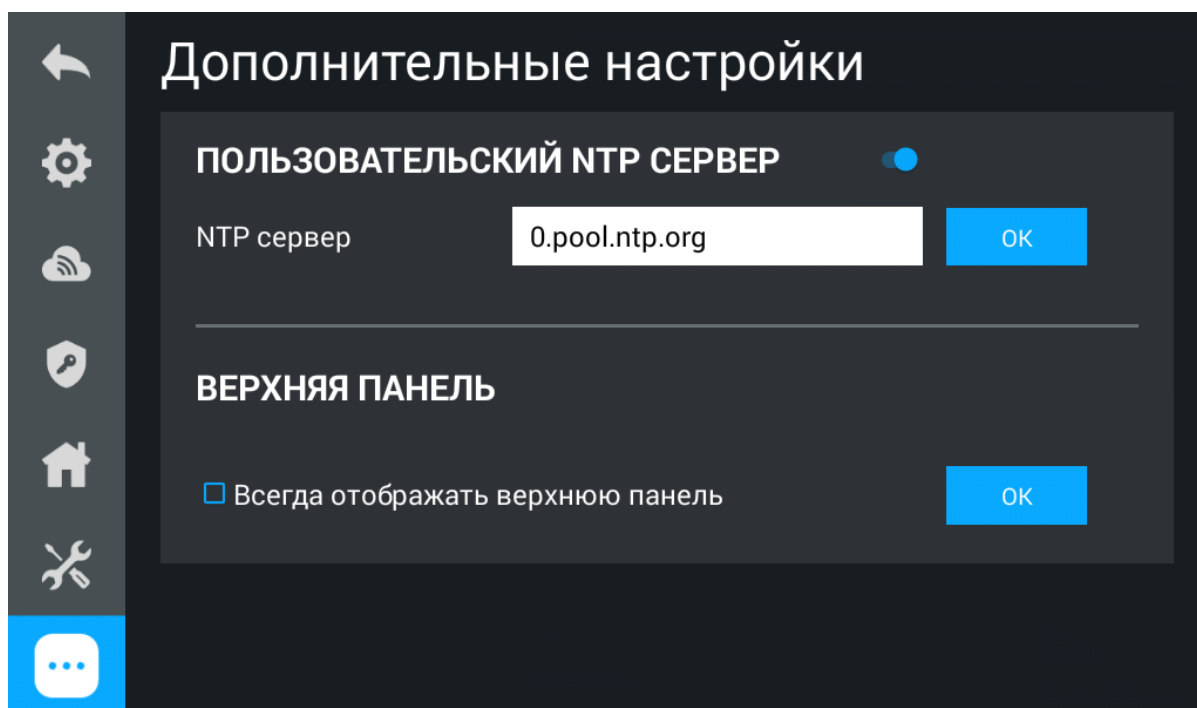 Дополнительные настройки
ПОЛЬЗОВАТЕЛЬСКИЙ NTP СЕРВЕР
NTP сервер 0.pool.ntp.org OK
ВЕРХНЯЯ ПАНЕЛЬ
Всегда отображать верхнюю панель OK